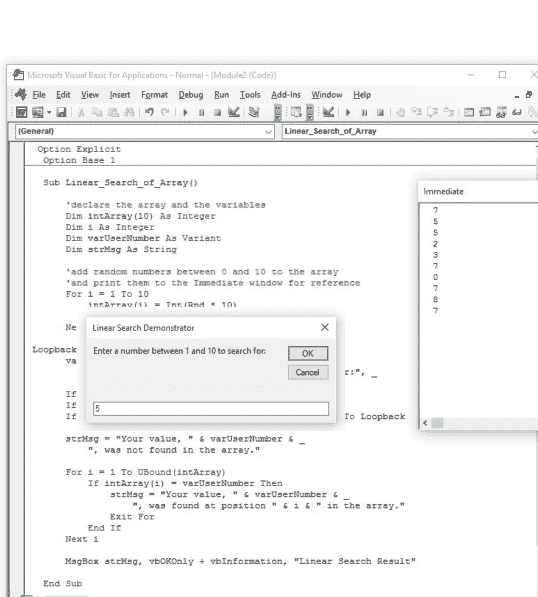 Microsoft Visual Basic for Applications - Normal - [Module2 (Code)]
File Edit View Insert Format Debug Run Tools Add-Ins Window Help
(General)
Linear_Search_of_Array
Option Explicit
Option Base 1
Sub Linear_Search_of_Array()
'declare the array and the variables
Dim intArray(10) As Integer
Dim i As Integer
Dim varUserNumber As Variant
Dim strMsg As String
'add random numbers between 0 and 10 to the array
'and print them to the Immediate window for reference
For i = 1 To 10
intArray(i) = Int(Rnd * 10)
Ne
Loopback
va
r:", _
If
If
If
To Loopback
Linear Search Demonstrator
Enter a number between 1 and 10 to search for:
OK
Cancel
5
strMsg = "Your value, " & varUserNumber & _
", was not found in the array."
For i = 1 To UBound(intArray)
If intArray(i) = varUserNumber Then
strMsg = "Your value, " & varUserNumber & _
", was found at position " & i & " in the array."
Exit For
End If
Next i
MsgBox strMsg, vbOKOnly + vbInformation, "Linear Search Result"
End Sub
Immediate
7
5
5
2
3
7
0
7
8
7